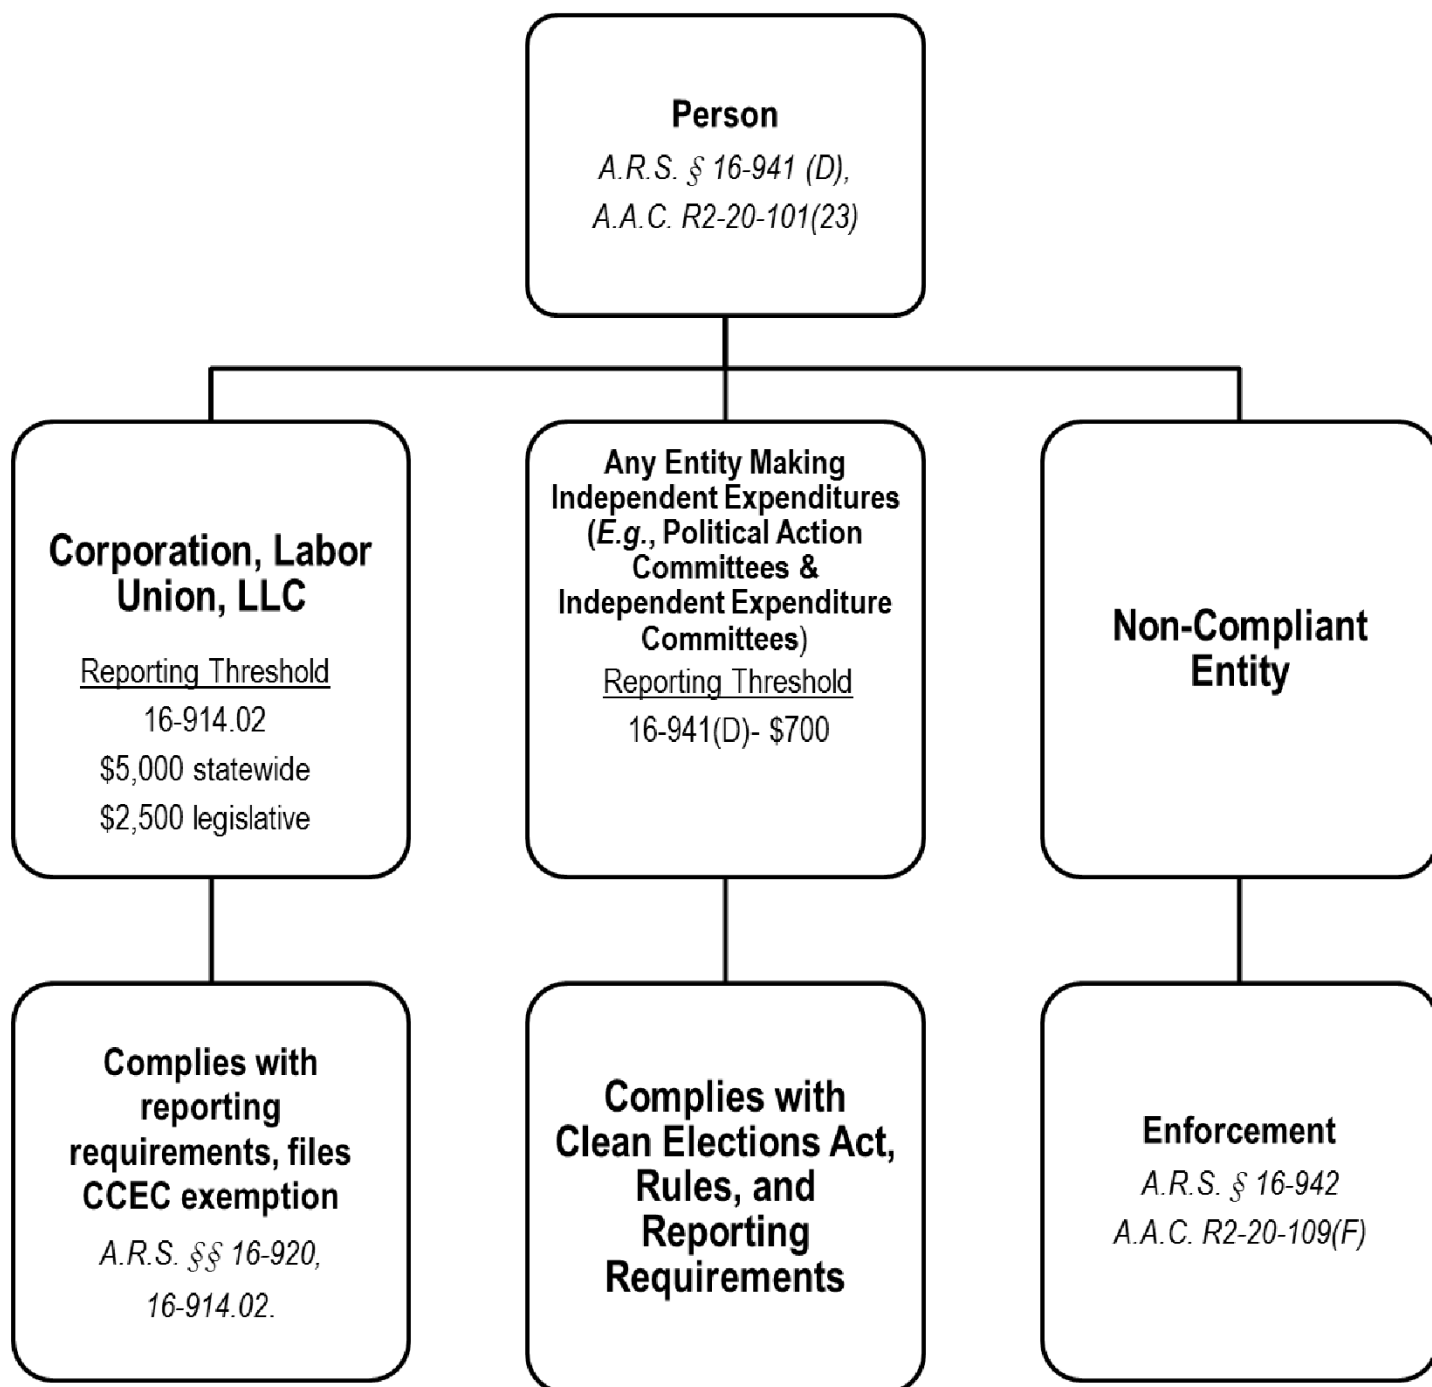 Person
A.R.S. § 16-941 (D),
A.A.C. R2-20-101(23)
Corporation, Labor
Union, LLC
Reporting Threshold
16-914.02
$5,000 statewide
$2,500 legislative
Any Entity Making
Independent Expenditures
(E.g., Political Action
Committees &
Independent Expenditure
Committees)
Reporting Threshold
16-941(D)- $700
Non-Compliant
Entity
Complies with
reporting
requirements, files
CCEC exemption
A.R.S. §§ 16-920,
16-914.02.
Complies with
Clean Elections Act,
Rules, and
Reporting
Requirements
Enforcement
A.R.S. § 16-942
A.A.C. R2-20-109(F)